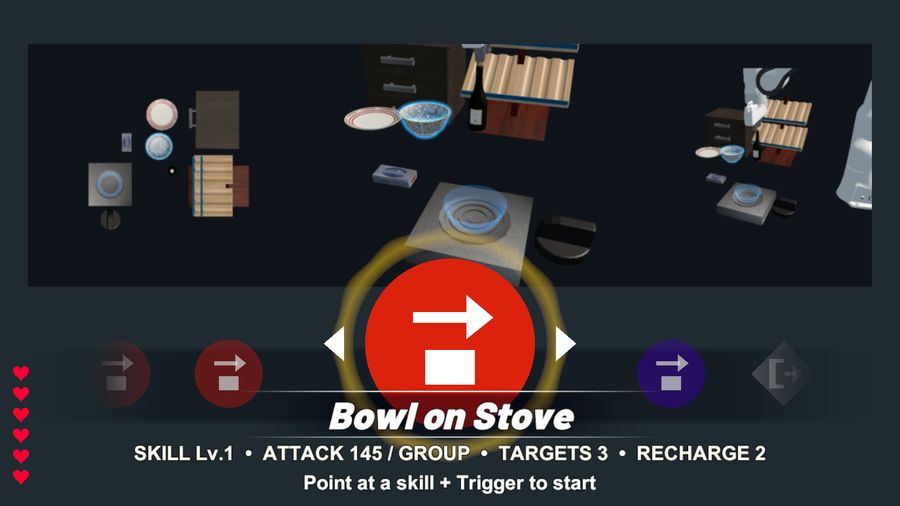 Bowl on Stove
SKILL Lv.1 • ATTACK 145 / GROUP • TARGETS 3 • RECHARGE 2
Point at a skill + Trigger to start